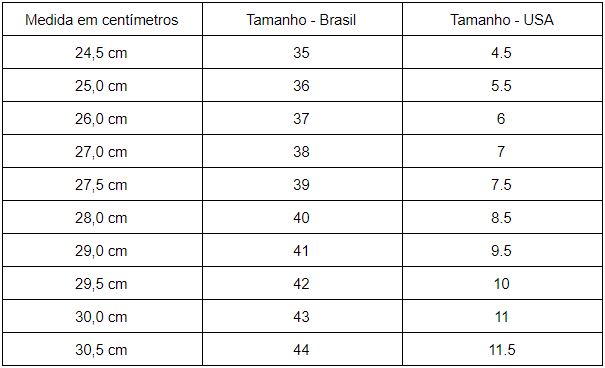 Medida em centímetros Tamanho - Brasil Tamanho - USA
24,5 cm 35 4.5
25,0 cm 36 5.5
26,0 cm 37 6
27,0 cm 38 7
27,5 cm 39 7.5
28,0 cm 40 8.5
29,0 cm 41 9.5
29,5 cm 42 10
30,0 cm 43 11
30,5 cm 44 11.5